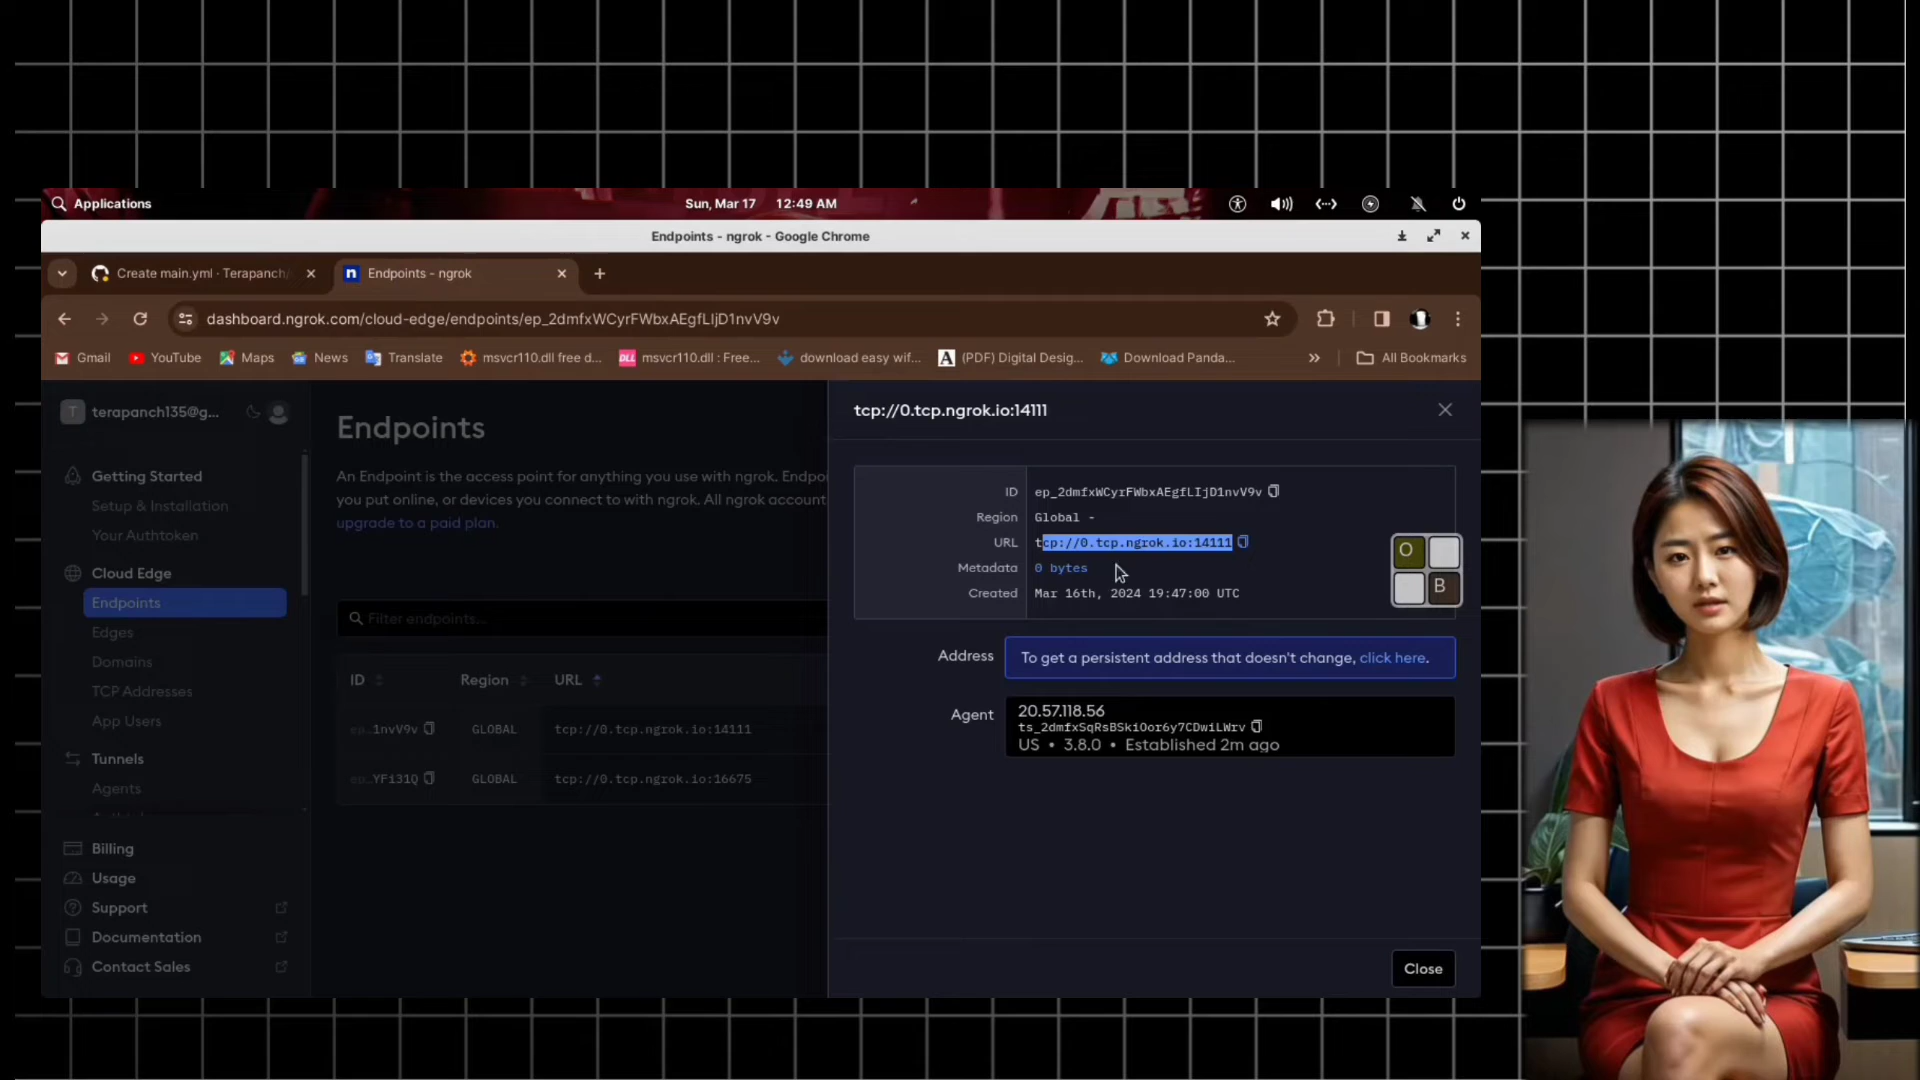 Applications
Sun, Mar 17 12:49 AM
Endpoints - ngrok - Google Chrome
Create main.yml · Terapanch/
Endpoints - ngrok
dashboard.ngrok.com/cloud-edge/endpoints/ep_2dmfxWCyrFWbxAEgfLIjD1nvV9v
Gmail
YouTube
Maps
News
Translate
msvcr110.dll free d...
DLL
msvcr110.dll : Free...
download easy wif...
A
(PDF) Digital Desig...
Download Panda...
All Bookmarks
T
terapanch135@g...
Getting Started
Setup & Installation
Your Authtoken
Cloud Edge
Endpoints
Edges
Domains
TCP Addresses
App Users
Tunnels
Agents
Billing
Usage
Support
Documentation
Contact Sales
Endpoints
An Endpoint is the access point for anything you use with ngrok. Endpoi
you put online, or devices you connect with to ngrok. All ngrok account
upgrade to a paid plan.
Filter endpoints...
ID Region URL
ep…1nvV9v GLOBAL tcp://0.tcp.ngrok.io:14111
ep…YFi31Q GLOBAL tcp://0.tcp.ngrok.io:16675
tcp://0.tcp.ngrok.io:14111
ID ep_2dmfxWCyrFWbxAEgfLIjD1nvV9v
Region Global -
URL tcp://0.tcp.ngrok.io:14111
Metadata 0 bytes
Created Mar 16th, 2024 19:47:00 UTC
O
B
Address To get a persistent address that doesn't change, click here.
Agent 20.57.118.56
ts_2dmfxSqRsBSkiOor6y7CDwiLWrv
US • 3.8.0 • Established 2m ago
Close